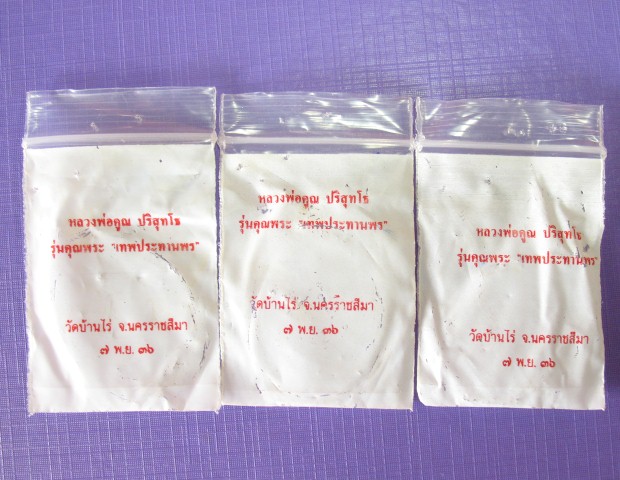 หลวงพ่อคูณ ปริสุทโธ
รุ่นคุณพระ "เทพประทานพร"
วัดบ้านไร่ จ.นครราชสีมา
๗ พ.ย. ๓๖
หลวงพ่อคูณ ปริสุทโธ
รุ่นคุณพระ "เทพประทานพร"
วัดบ้านไร่ จ.นครราชสีมา
๗ พ.ย. ๓๖
หลวงพ่อคูณ ปริสุทโธ
รุ่นคุณพระ "เทพประทานพร"
วัดบ้านไร่ จ.นครราชสีมา
๗ พ.ย. ๓๖